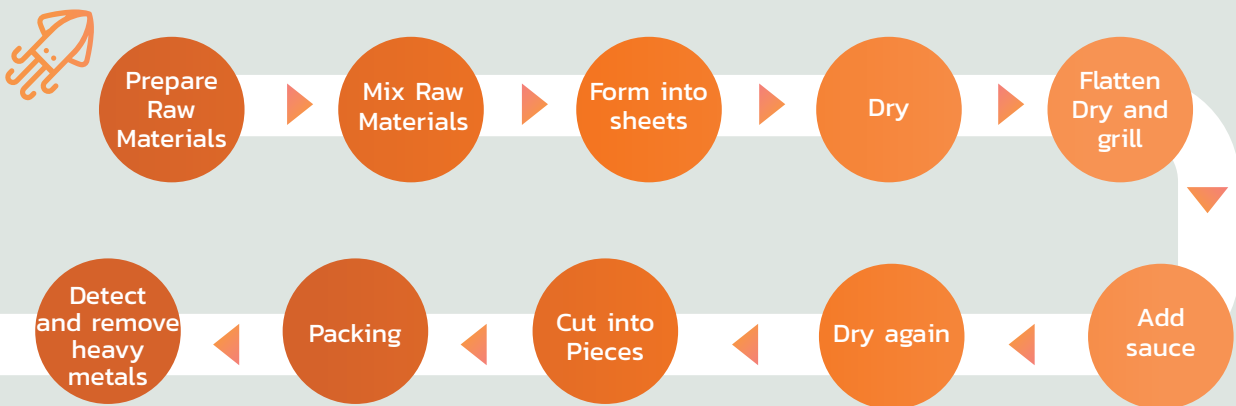 Prepare
Raw
Materials
Mix Raw
Materials
Form into
sheets
Dry
Flatten
Dry and
grill
Add
sauce
Dry again
Cut into
Pieces
Packing
Detect
and remove
heavy
metals